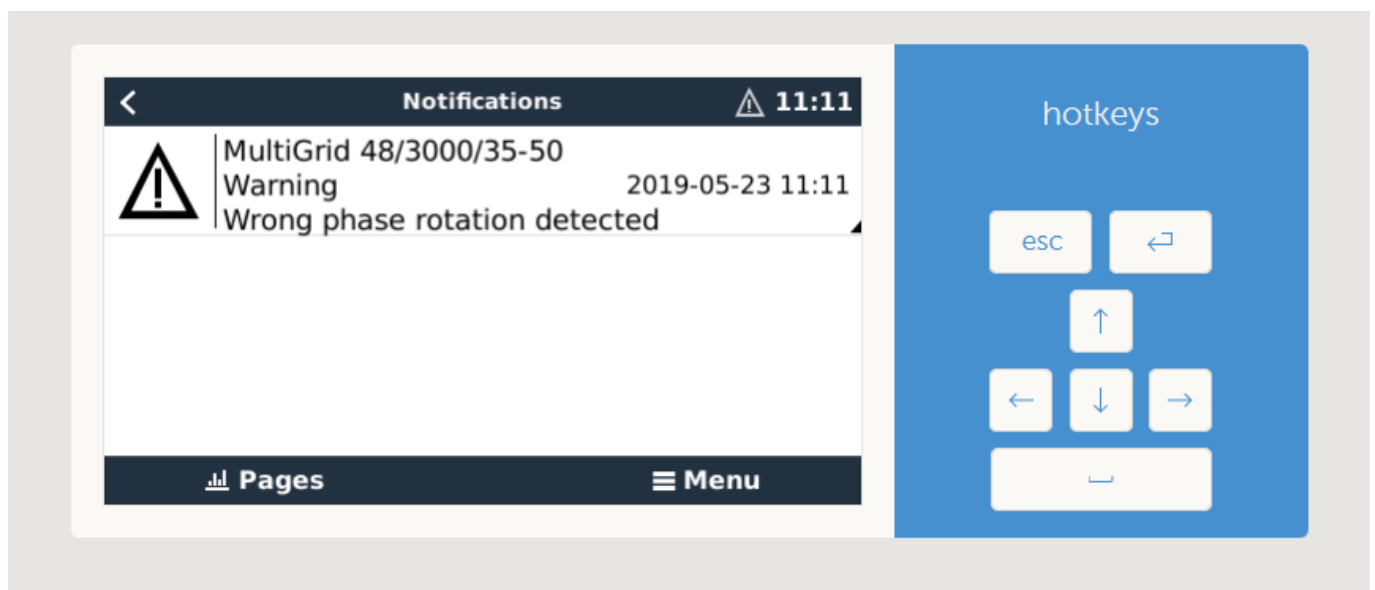 Notifications
11:11
MultiGrid 48/3000/35-50
Warning 2019-05-23 11:11
Wrong phase rotation detected
Pages Menu
hotkeys
esc